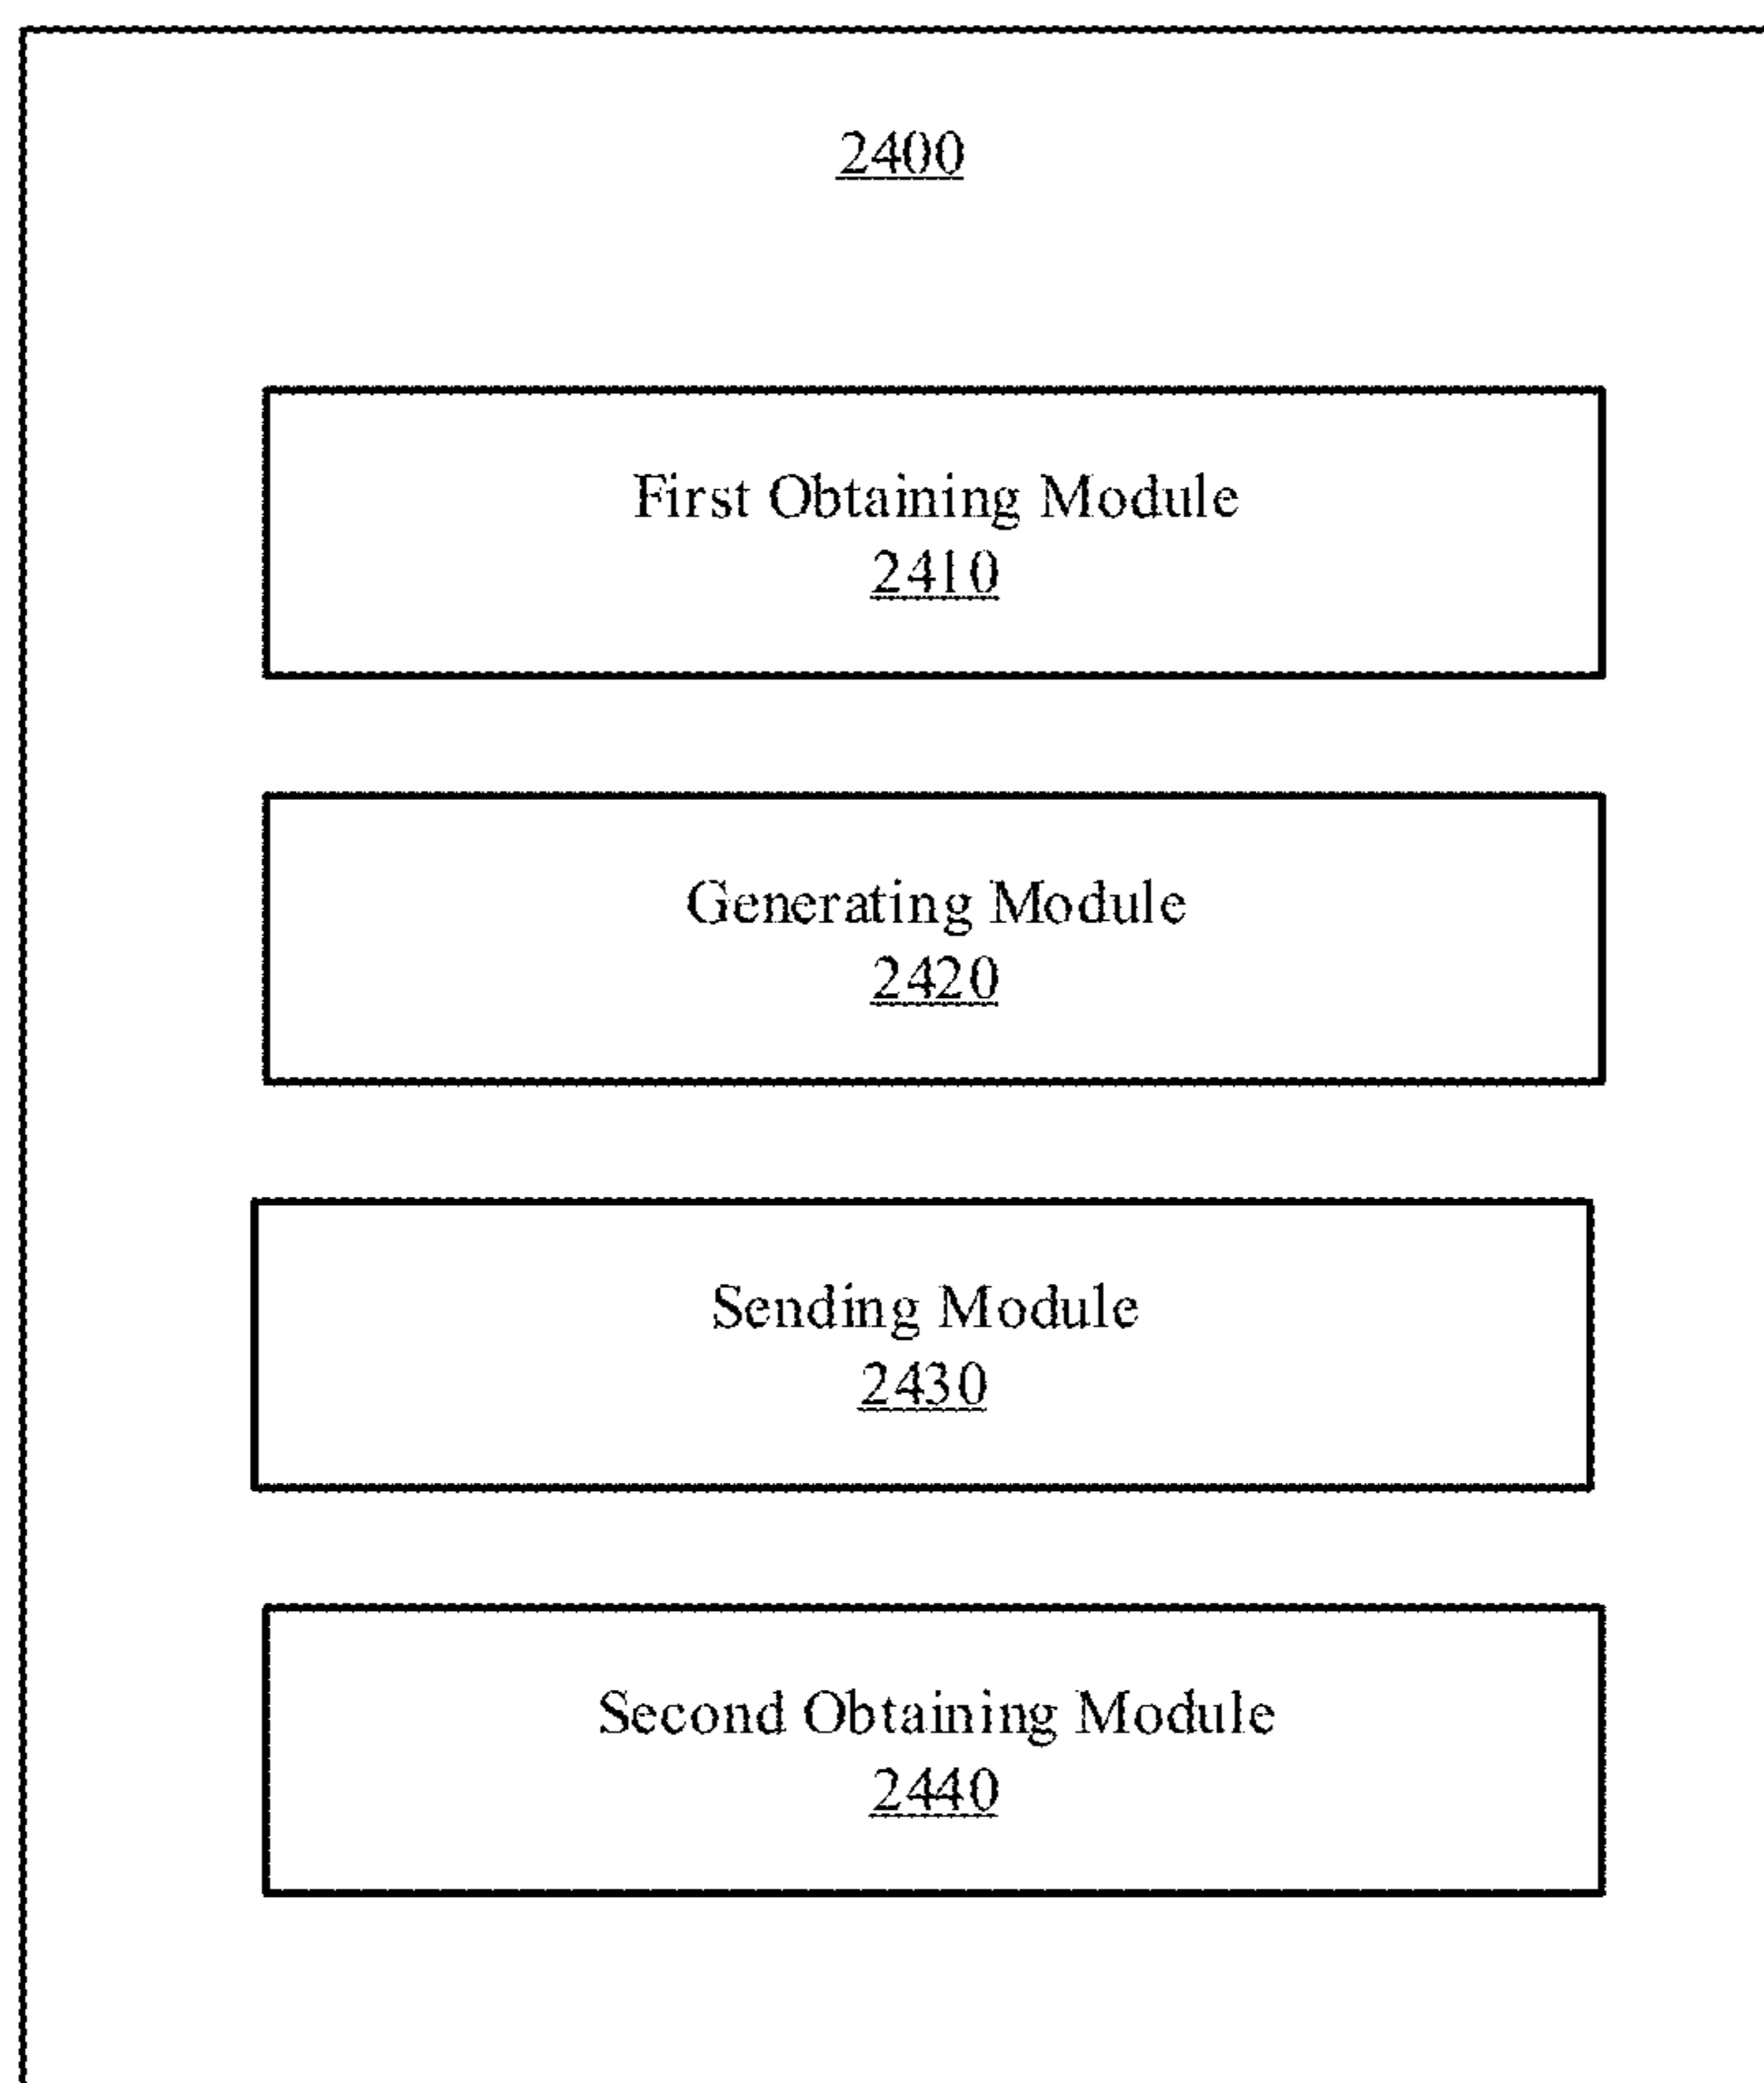 2400
First Obtaining Module
2410
Generating Module
2420
Sending Module
2430
Second Obtaining Module
2440